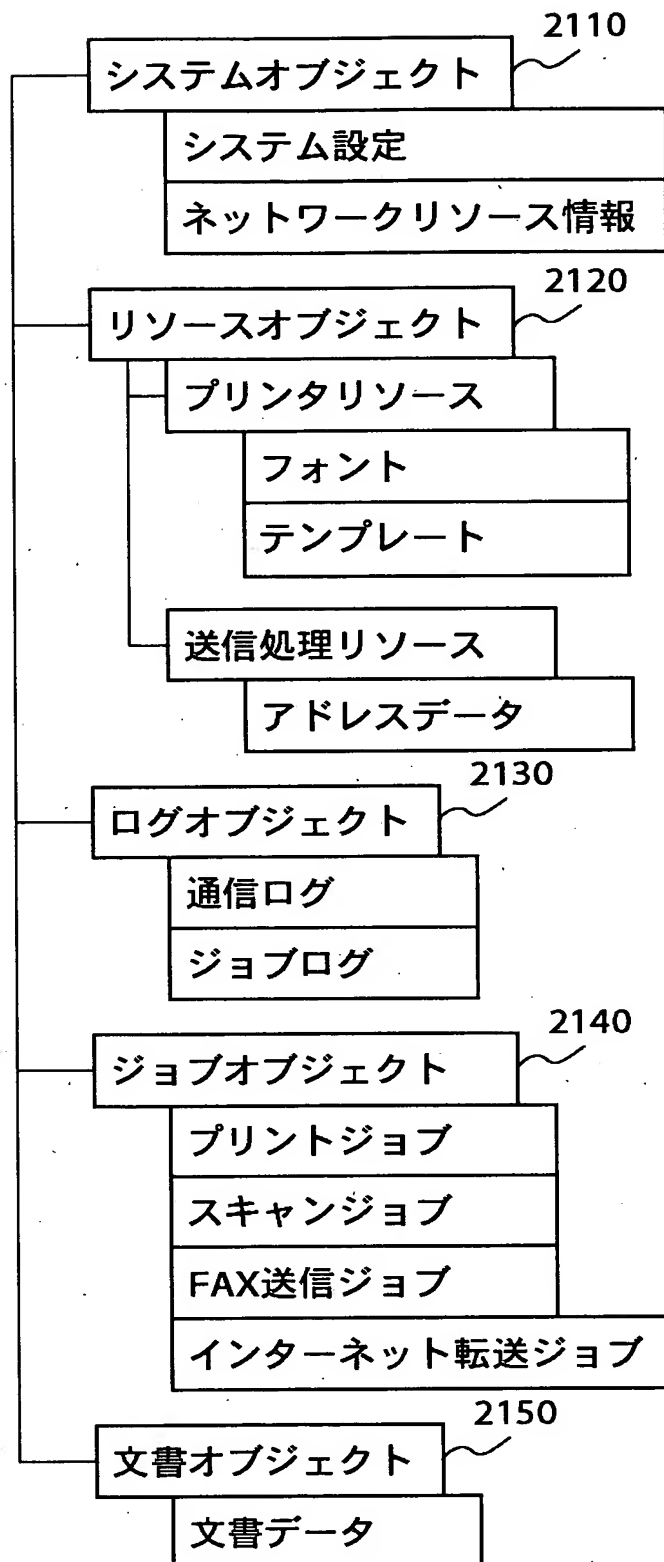 2110
システムオブジェクト
システム設定
ネットワークリソース情報
2120
リソースオブジェクト
プリンタリソース
フォント
テンプレート
送信処理リソース
アドレスデータ
2130
ログオブジェクト
通信ログ
ジョブログ
2140
ジョブオブジェクト
プリントジョブ
スキャンジョブ
FAX送信ジョブ
インターネット転送ジョブ
2150
文書オブジェクト
文書データ